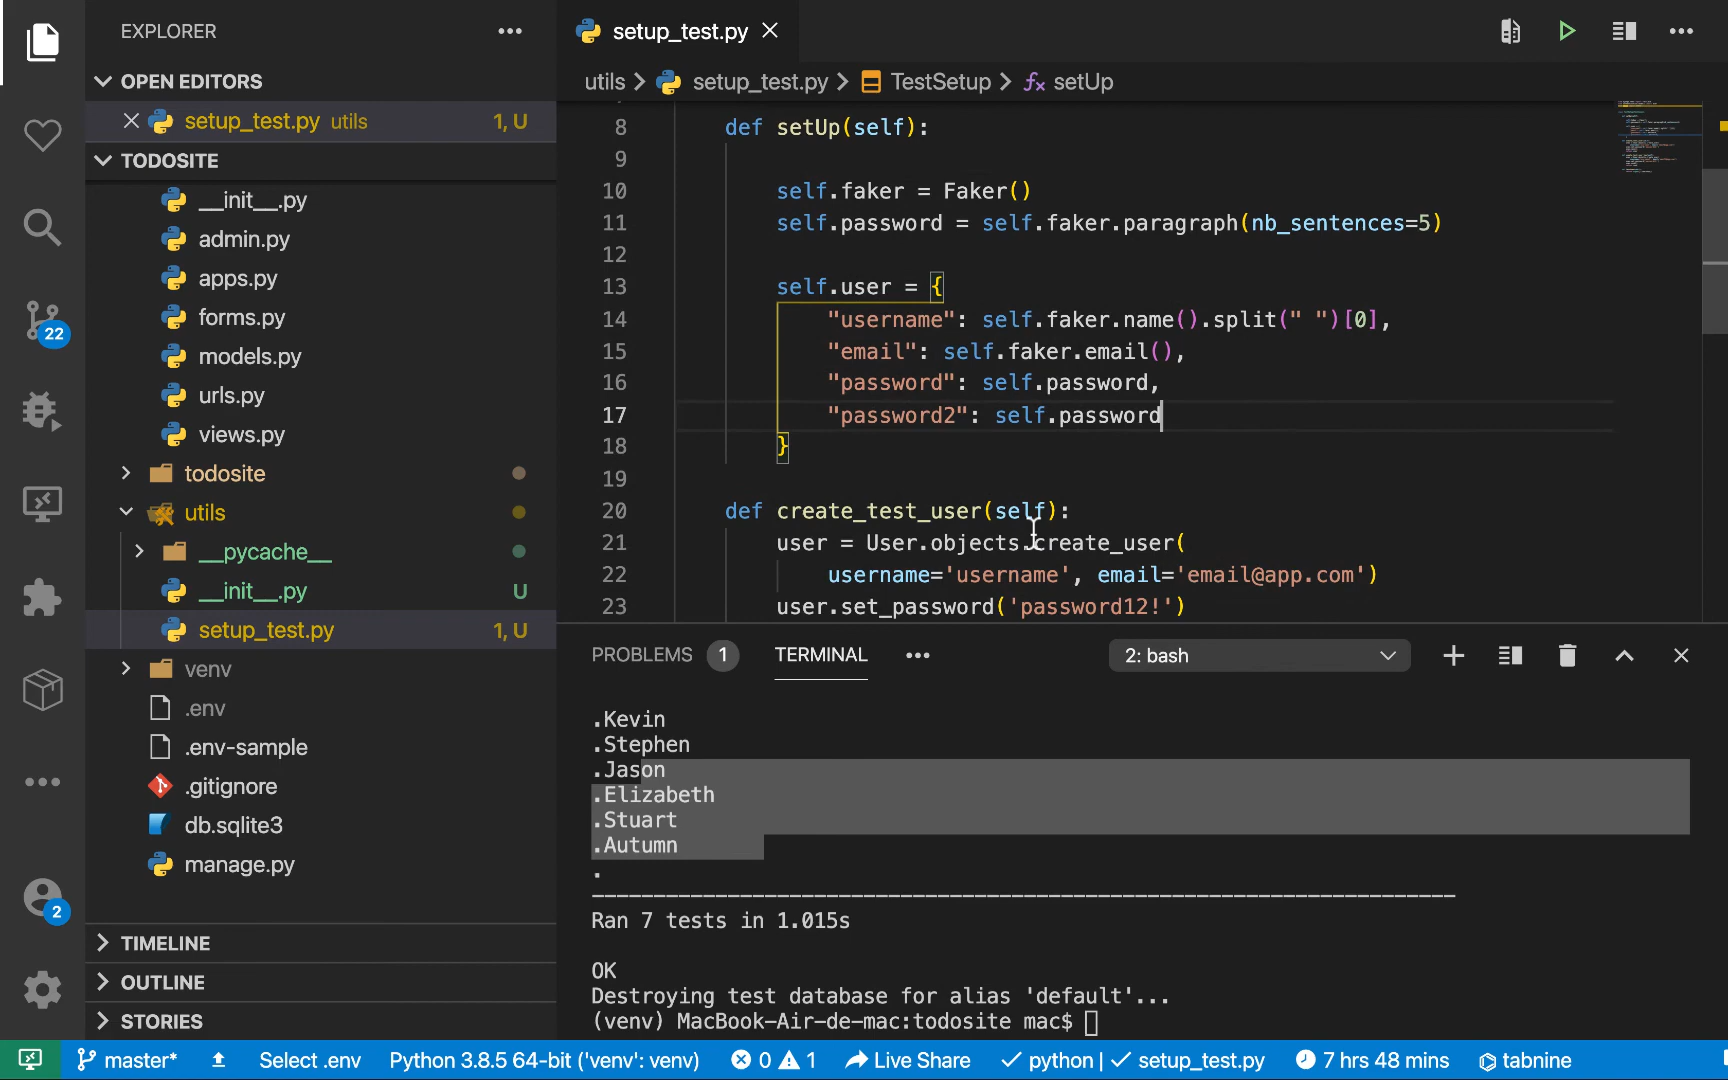 EXPLORER
OPEN EDITORS
setup_test.py utils 1, U
TODOSITE
__init__.py
admin.py
apps.py
forms.py
models.py
urls.py
views.py
todosite
utils
__pycache__
__init__.py U
setup_test.py 1, U
venv
.env
.env-sample
.gitignore
db.sqlite3
manage.py
TIMELINE
OUTLINE
STORIES
22
2
setup_test.py
utils > setup_test.py > TestSetup > setUp
8 def setUp(self):
9
10 self.faker = Faker()
11 self.password = self.faker.paragraph(nb_sentences=5)
12
13 self.user = {
14 "username": self.faker.name().split(" ")[0],
15 "email": self.faker.email(),
16 "password": self.password,
17 "password2": self.password
18 }
19
20 def create_test_user(self):
21 user = User.objects.create_user(
22 username='username', email='email@app.com')
23 user.set_password('password12!')
PROBLEMS 1 TERMINAL 2: bash
.Kevin
.Stephen
.Jason
.Elizabeth
.Stuart
.Autumn
.
----------------------------------------------------------------------
Ran 7 tests in 1.015s
OK
Destroying test database for alias 'default'...
(venv) MacBook-Air-de-mac:todosite mac$
master* Select .env Python 3.8.5 64-bit ('venv': venv) 0 1 Live Share python | setup_test.py 7 hrs 48 mins tabnine